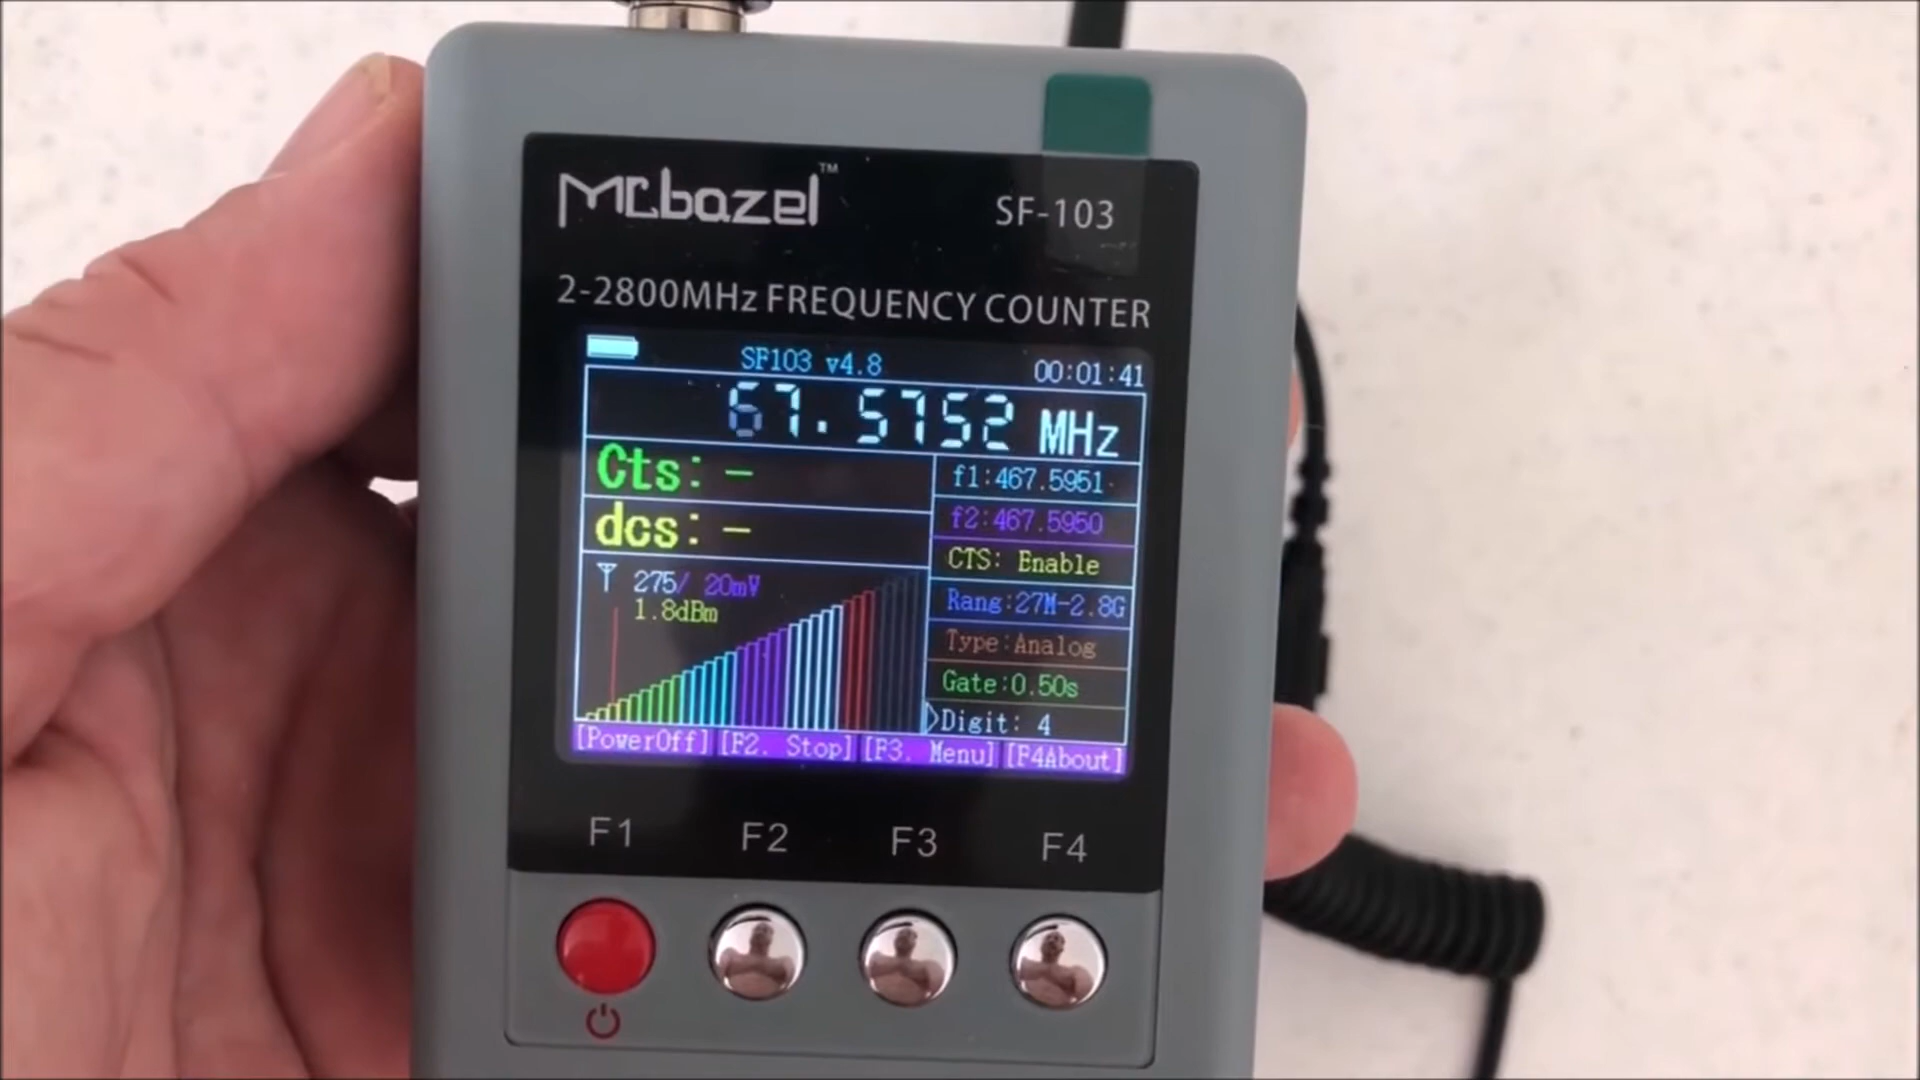 Mcbazel™
SF-103
2-2800MHz FREQUENCY COUNTER
SF103 v4.8
00:01:41
67.5752 MHz
Cts: -
dcs: -
f1:467.5951
f2:467.5950
CTS: Enable
Rang:27M-2.8G
Type:Analog
Gate:0.50s
Digit: 4
275/ 20mV
1.8dBm
[PowerOff] [F2. Stop] [F3. Menu] [F4About]
F1 F2 F3 F4